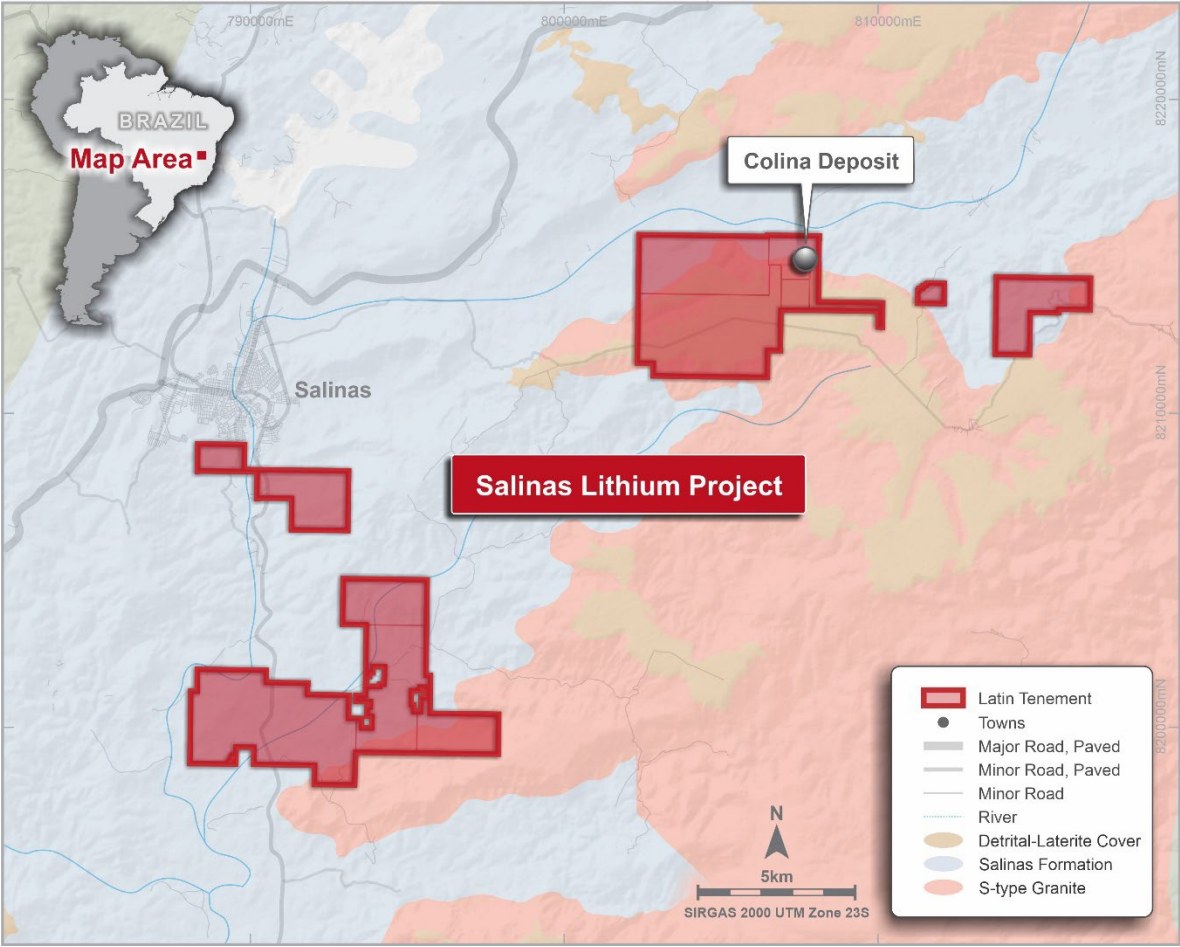 790000mE
800000mE
810000mE
8220000mN
BRAZIL
Map Area
Colina Deposit
Salinas
8210000mN
Salinas Lithium Project
Latin Tenement
Towns
Major Road, Paved
Minor Road, Paved
Minor Road
River
Detrital-Laterite Cover
Salinas Formation
S-type Granite
8200000mN
N
5km
SIRGAS 2000 UTM Zone 23S